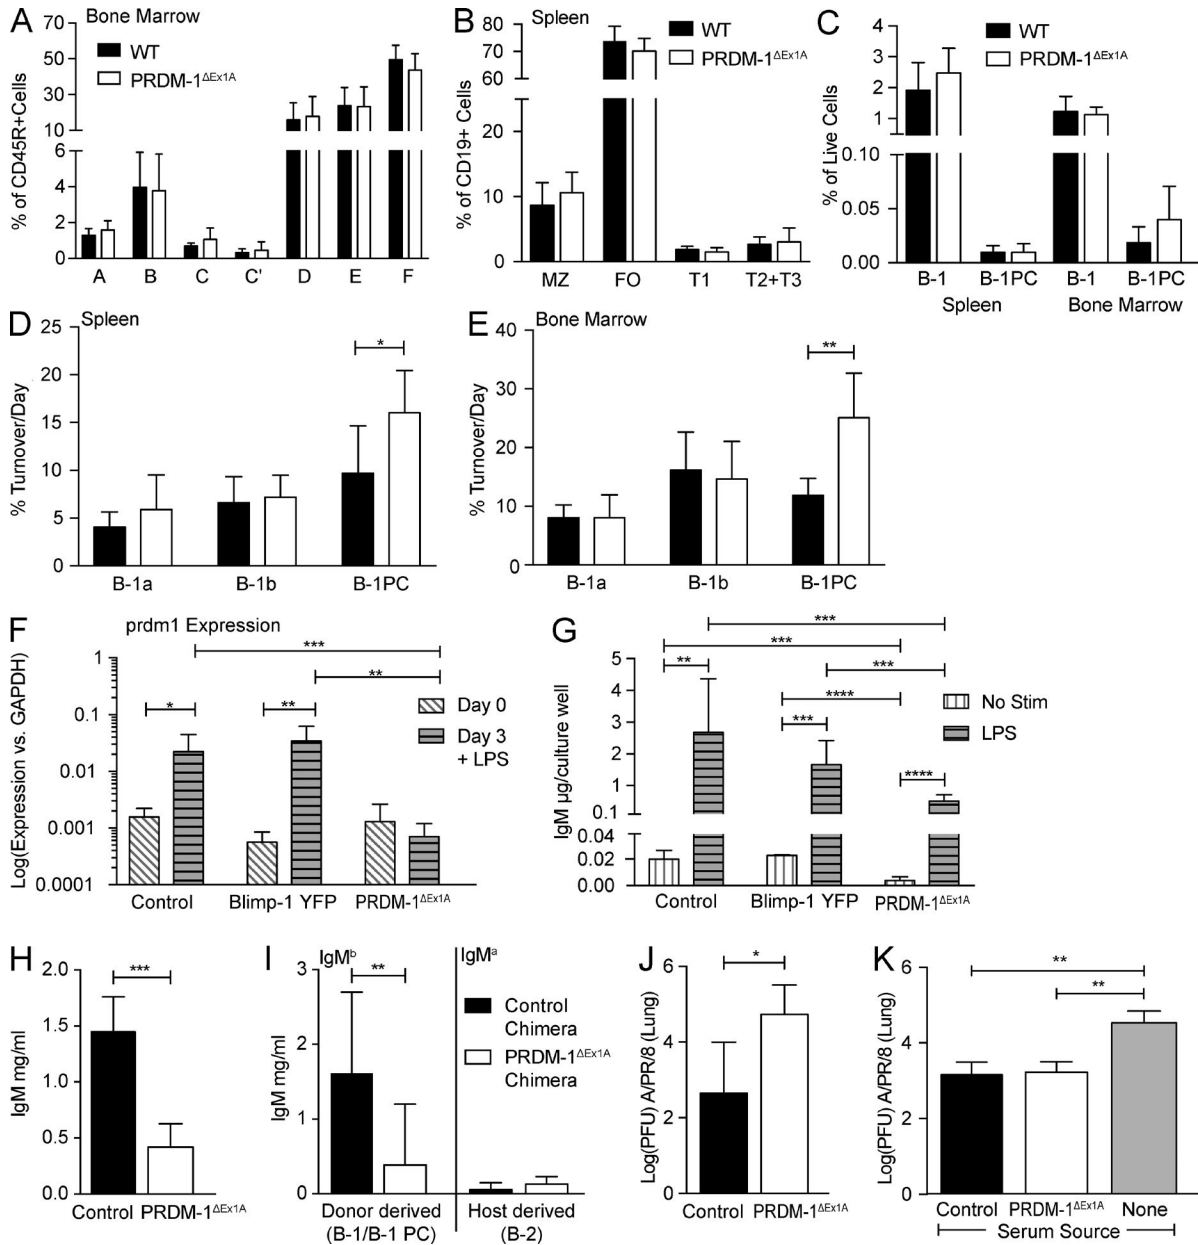 A Bone Marrow
WT
PRDM-1ΔEx1A
% of CD45R+Cells
70
50
30
10
6
4
2
0
A B C C' D E F
B Spleen
WT
PRDM-1ΔEx1A
% of CD19+ Cells
80
70
60
50
20
10
0
MZ FO T1 T2+T3
C
WT
PRDM-1ΔEx1A
% of Live Cells
4
3
2
1
0.10
0.05
0.00
B-1 B-1PC B-1 B-1PC
Spleen Bone Marrow
D Spleen
% Turnover/Day
25
20
15
10
5
0
*
B-1a B-1b B-1PC
E Bone Marrow
% Turnover/Day
40
30
20
10
0
**
B-1a B-1b B-1PC
F prdm1 Expression
Log(Expression vs. GAPDH)
1
0.1
0.01
0.001
0.0001
***
**
* **
Day 0
Day 3
+ LPS
Control Blimp-1 YFP PRDM-1ΔEx1A
G
IgM µg/culture well
5
4
3
2
1
0.1
0.04
0.02
0.00
***
***
** ***
****
***
****
No Stim
LPS
Control Blimp-1 YFP PRDM-1ΔEx1A
H
IgM mg/ml
2.0
1.5
1.0
0.5
0.0
***
Control PRDM-1ΔEx1A
I IgMb IgMa
IgM mg/ml
3
2
1
0
**
Control
Chimera
PRDM-1ΔEx1A
Chimera
Donor derived Host derived
(B-1/B-1 PC) (B-2)
J
Log(PFU) A/PR/8 (Lung)
6
4
2
0
*
Control PRDM-1ΔEx1A
K
Log(PFU) A/PR/8 (Lung)
6
4
2
0
**
**
Control PRDM-1ΔEx1A None
Serum Source